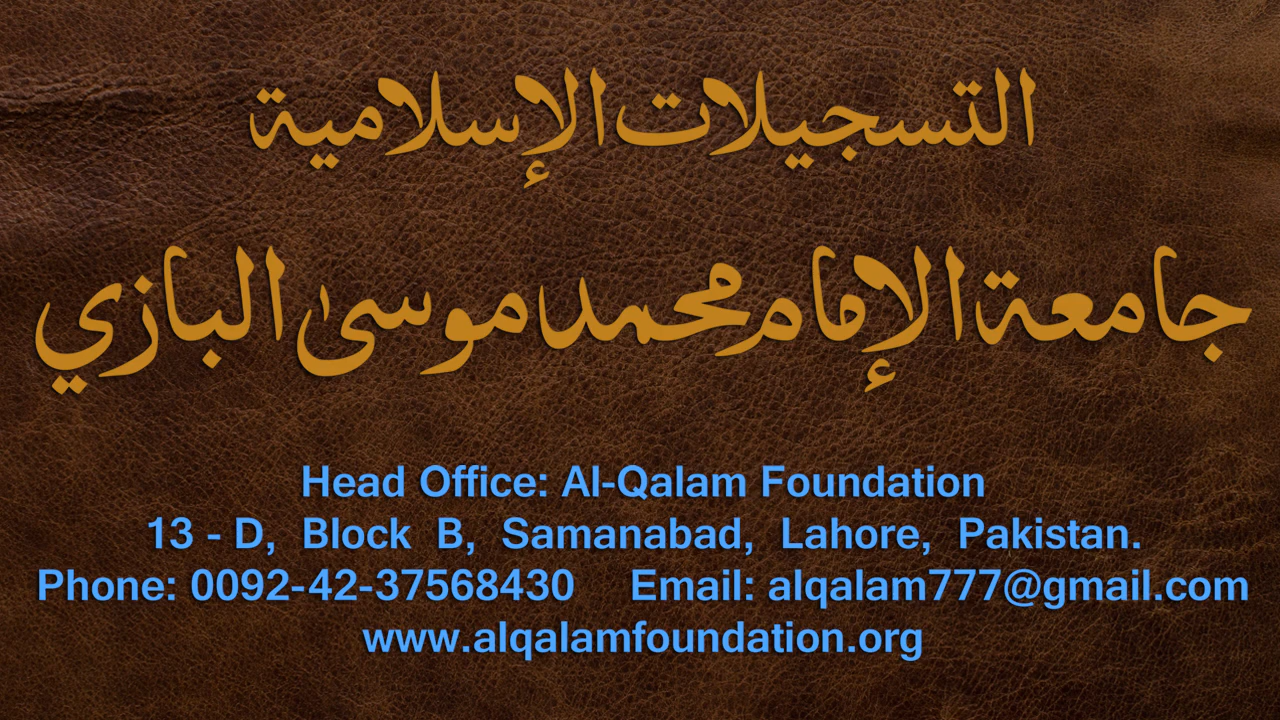 التسجيلات الإسلامية
جامعة الإمام محمد موسىٰ البازي
Head Office: Al-Qalam Foundation
13 - D, Block B, Samanabad, Lahore, Pakistan.
Phone: 0092-42-37568430 Email: alqalam777@gmail.com
www.alqalamfoundation.org